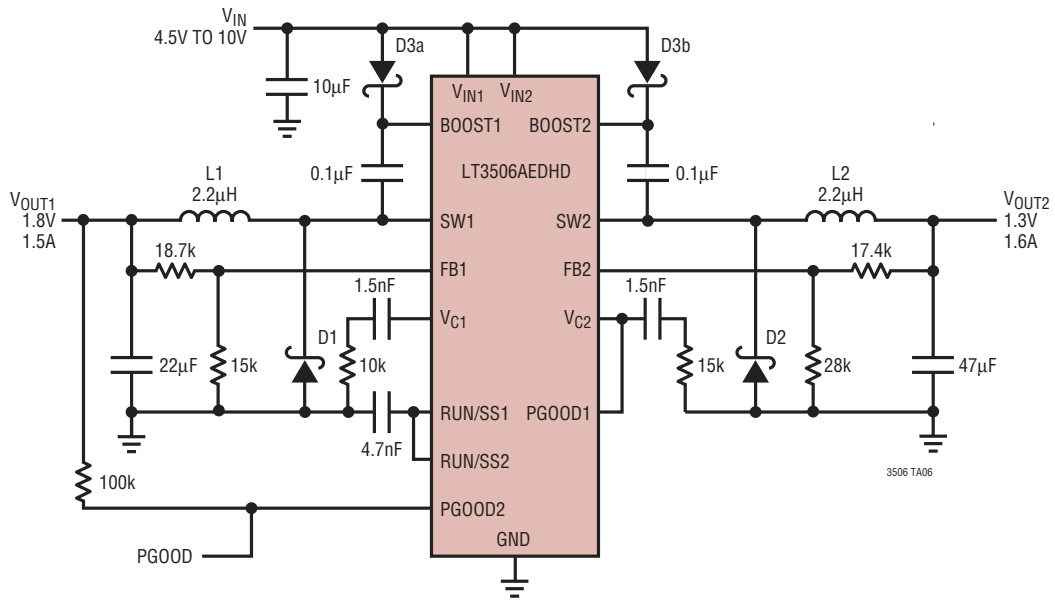 VIN
4.5V TO 10V
D3a
D3b
10µF
VIN1
VIN2
BOOST1
BOOST2
LT3506AEDHD
0.1µF
0.1µF
L1
2.2µH
L2
2.2µH
VOUT1
1.8V
1.5A
SW1
SW2
VOUT2
1.3V
1.6A
18.7k
17.4k
FB1
FB2
1.5nF
1.5nF
VC1
VC2
D1
D2
22µF
15k
10k
15k
28k
47µF
RUN/SS1
PGOOD1
4.7nF
RUN/SS2
3506 TA06
100k
PGOOD2
GND
PGOOD